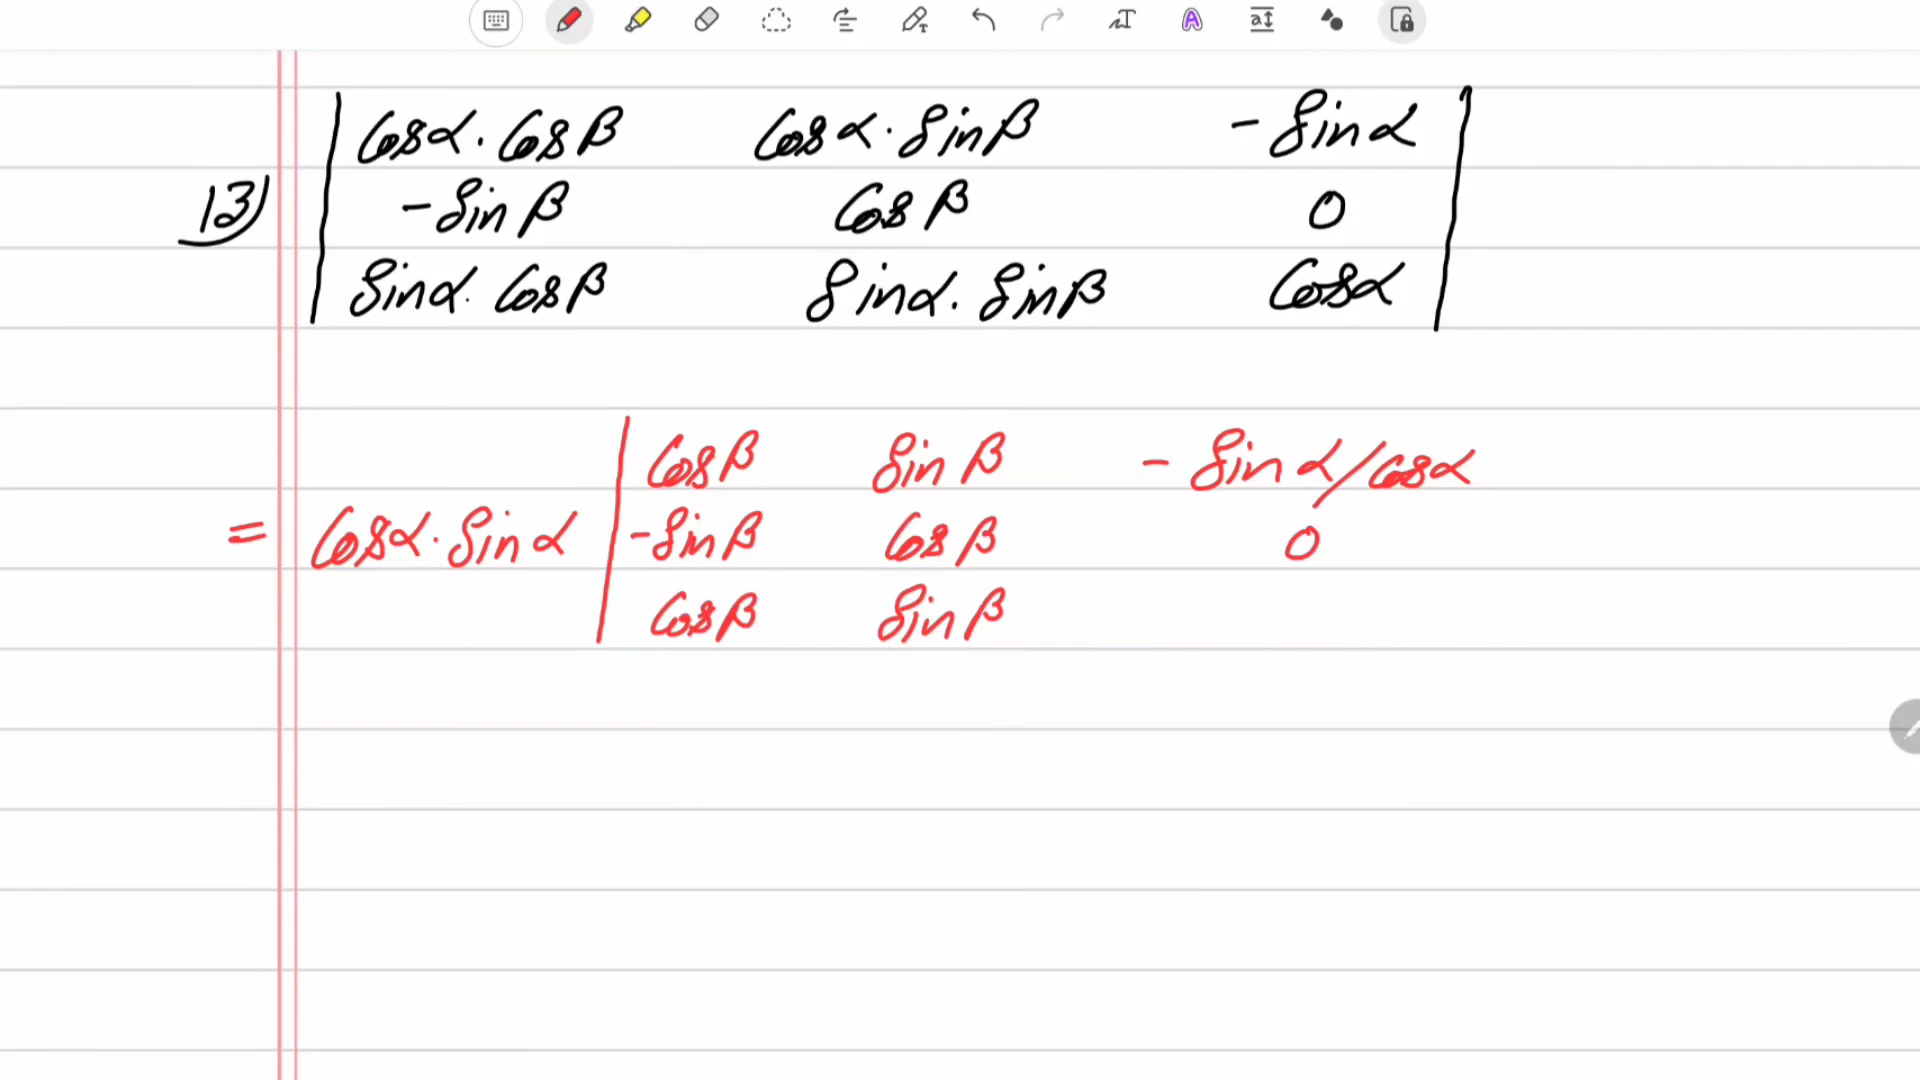 cosα·cosβ cosα·sinβ -sinα
13) -sinβ cosβ 0
sinα·cosβ sinα·sinβ cosα
cosβ sinβ -sinα/cosα
= cosα·sinα -sinβ cosβ 0
cosβ sinβ